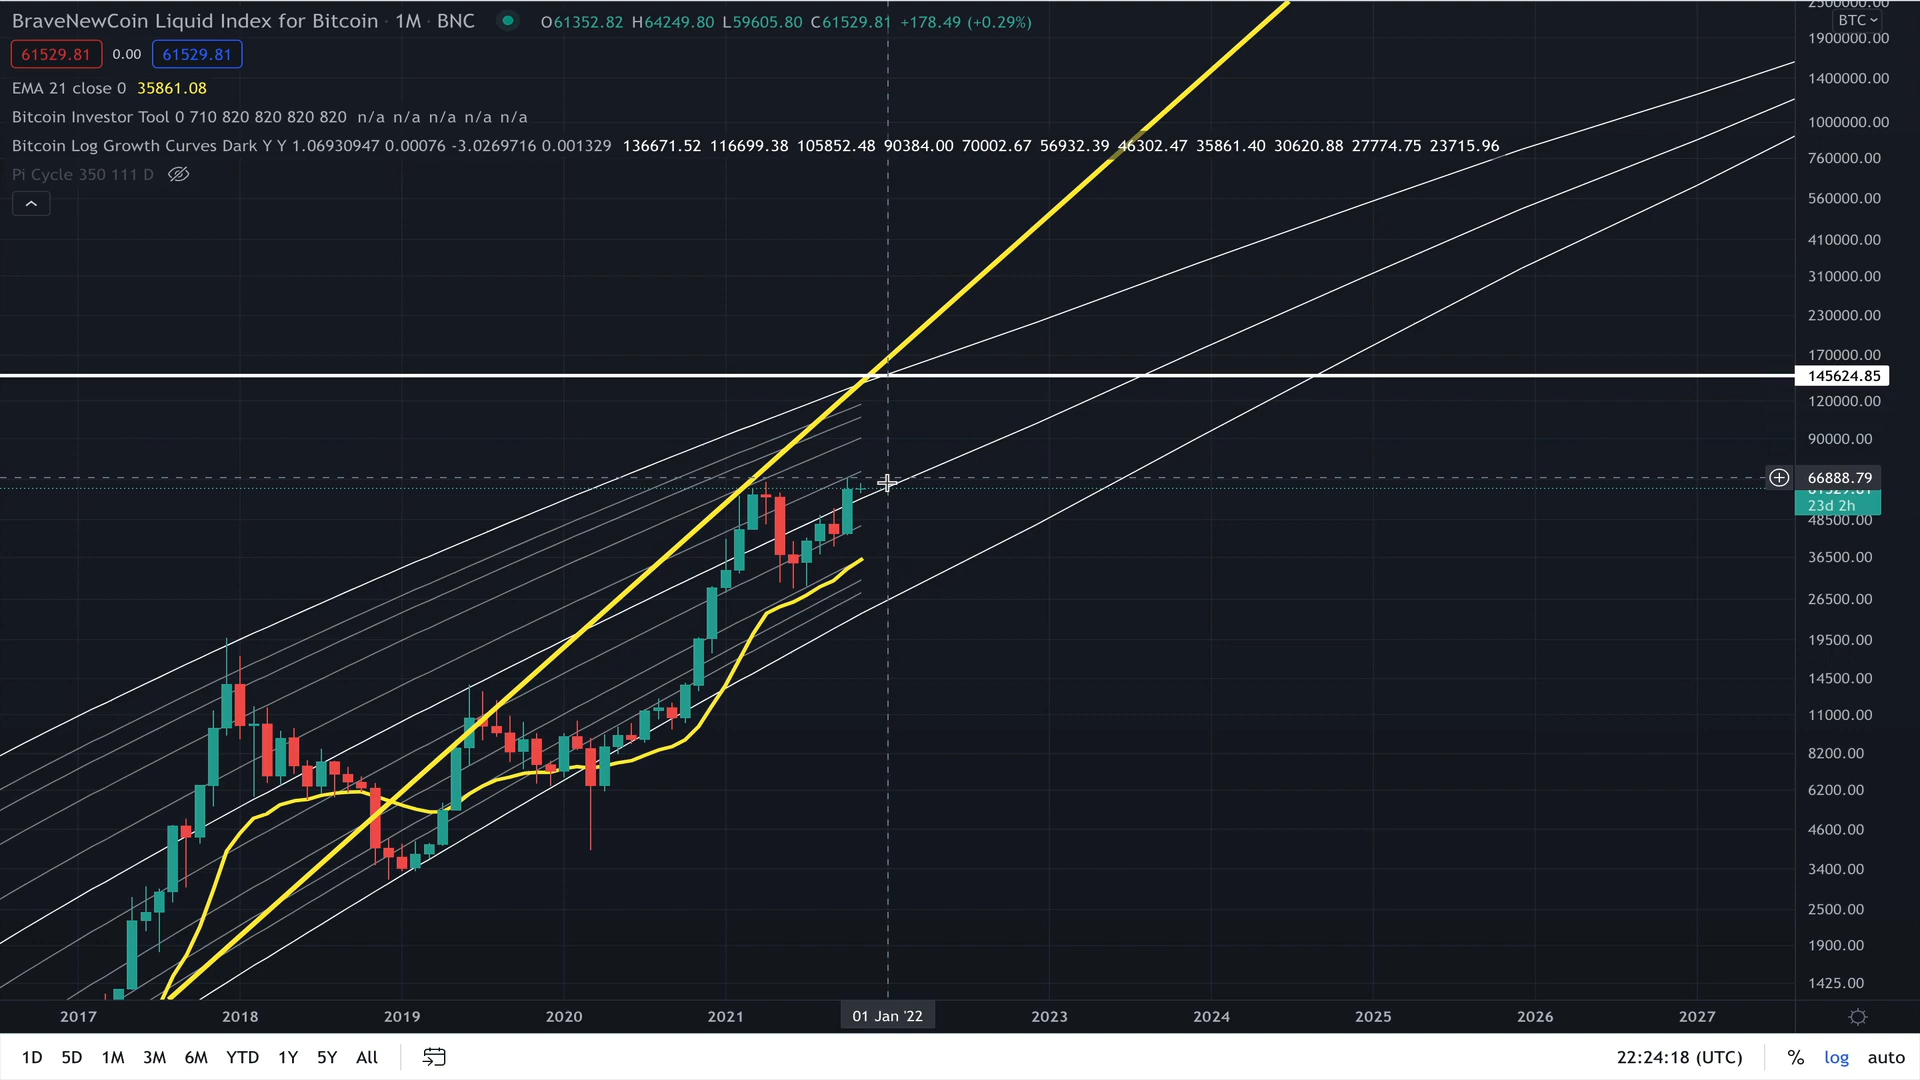 BraveNewCoin Liquid Index for Bitcoin · 1M · BNC O61352.82 H64249.80 L59605.80 C61529.81 +178.49 (+0.29%)
61529.81 0.00 61529.81
EMA 21 close 0 35861.08
Bitcoin Investor Tool 0 710 820 820 820 820 n/a n/a n/a n/a n/a
Bitcoin Log Growth Curves Dark Y Y 1.06930947 0.00076 -3.0269716 0.001329 136671.52 116699.38 105852.48 90384.00 70002.67 56932.39 46302.47 35861.40 30620.88 27774.75 23715.96
Pi Cycle 350 111 D
2500000.00
BTC
1900000.00
1400000.00
1000000.00
760000.00
560000.00
410000.00
310000.00
230000.00
170000.00
145624.85
120000.00
90000.00
66888.79
61529.81
23d 2h
48500.00
36500.00
26500.00
19500.00
14500.00
11000.00
8200.00
6200.00
4600.00
3400.00
2500.00
1900.00
1425.00
2017 2018 2019 2020 2021 01 Jan '22 2023 2024 2025 2026 2027
1D 5D 1M 3M 6M YTD 1Y 5Y All 22:24:18 (UTC) % log auto